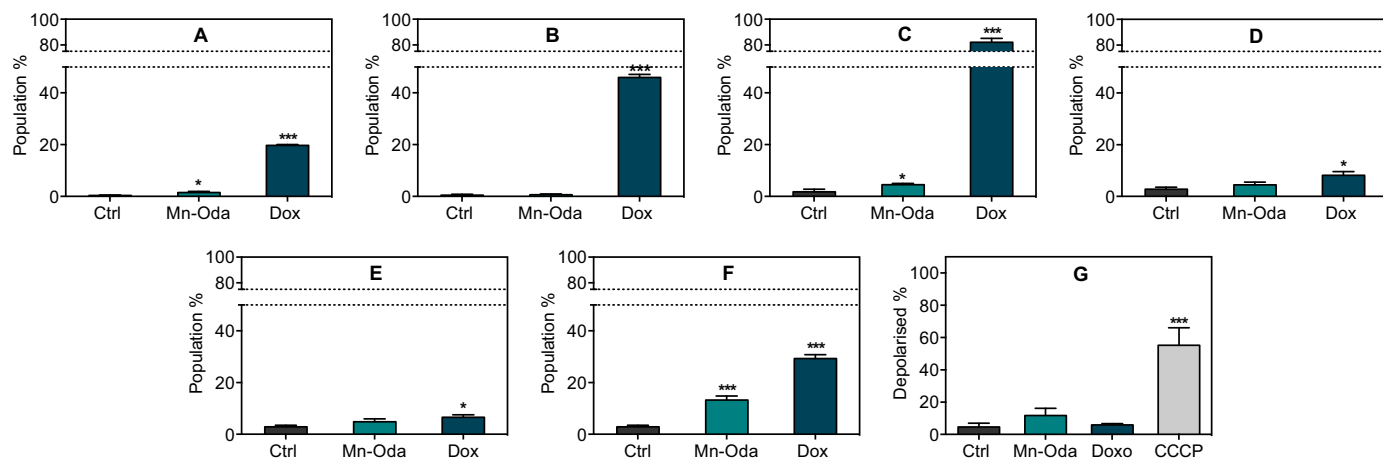 A
Population %
100
80
40
20
0
*
***
Ctrl Mn-Oda Dox
B
Population %
100
80
40
20
0
***
Ctrl Mn-Oda Dox
C
Population %
100
80
40
20
0
*
***
Ctrl Mn-Oda Dox
D
Population %
100
80
40
20
0
*
Ctrl Mn-Oda Dox
E
Population %
100
80
40
20
0
*
Ctrl Mn-Oda Dox
F
Population %
100
80
40
20
0
***
***
Ctrl Mn-Oda Dox
G
Depolarised %
100
80
60
40
20
0
***
Ctrl Mn-Oda Doxo CCCP